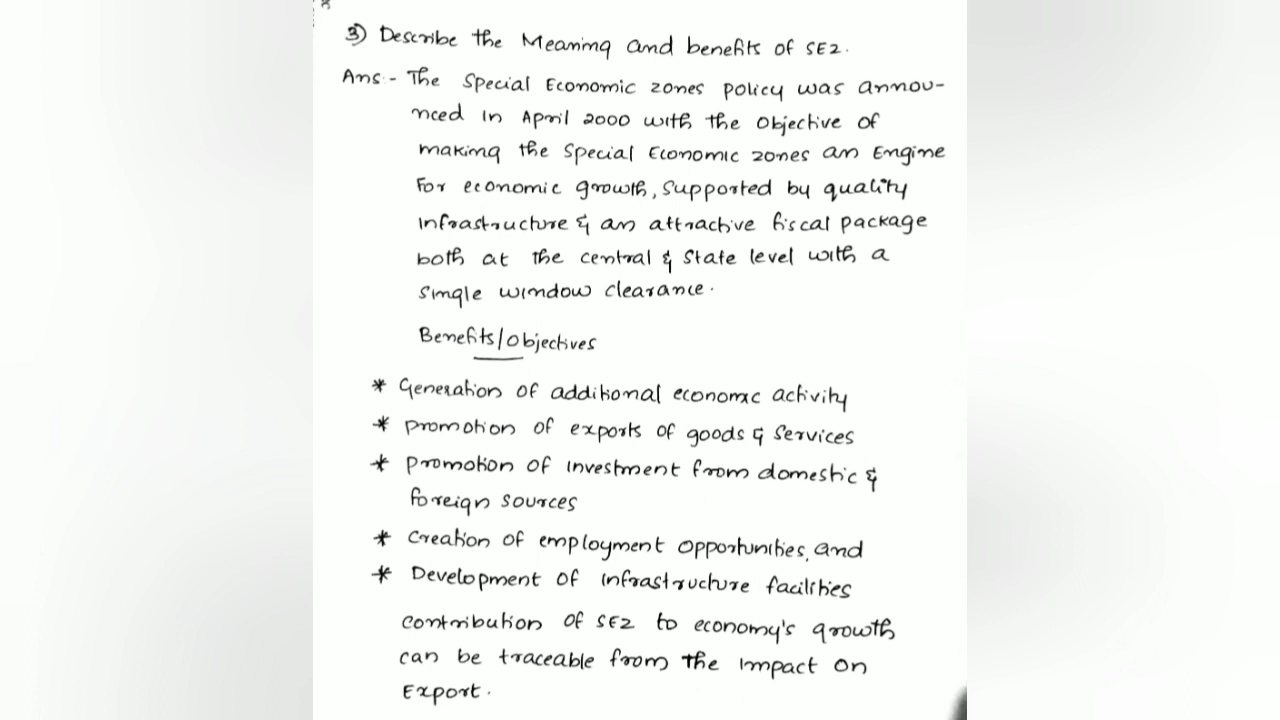 3) Describe the Meaning and benefits of SEZ.
Ans:- The Special Economic zones policy was annou-
nced in April 2000 with the objective of
making the Special Economic zones an Engine
For economic growth, supported by quality
infrastructure & an attractive fiscal package
both at the central & State level with a
single window clearance.
Benefits/Objectives
* Generation of additional economic activity
* promotion of exports of goods & services
* promotion of investment from domestic &
foreign sources
* Creation of employment opportunities, and
* Development of infrastructure facilities
contribution of SEZ to economy's growth
can be traceable from the impact on
Export.